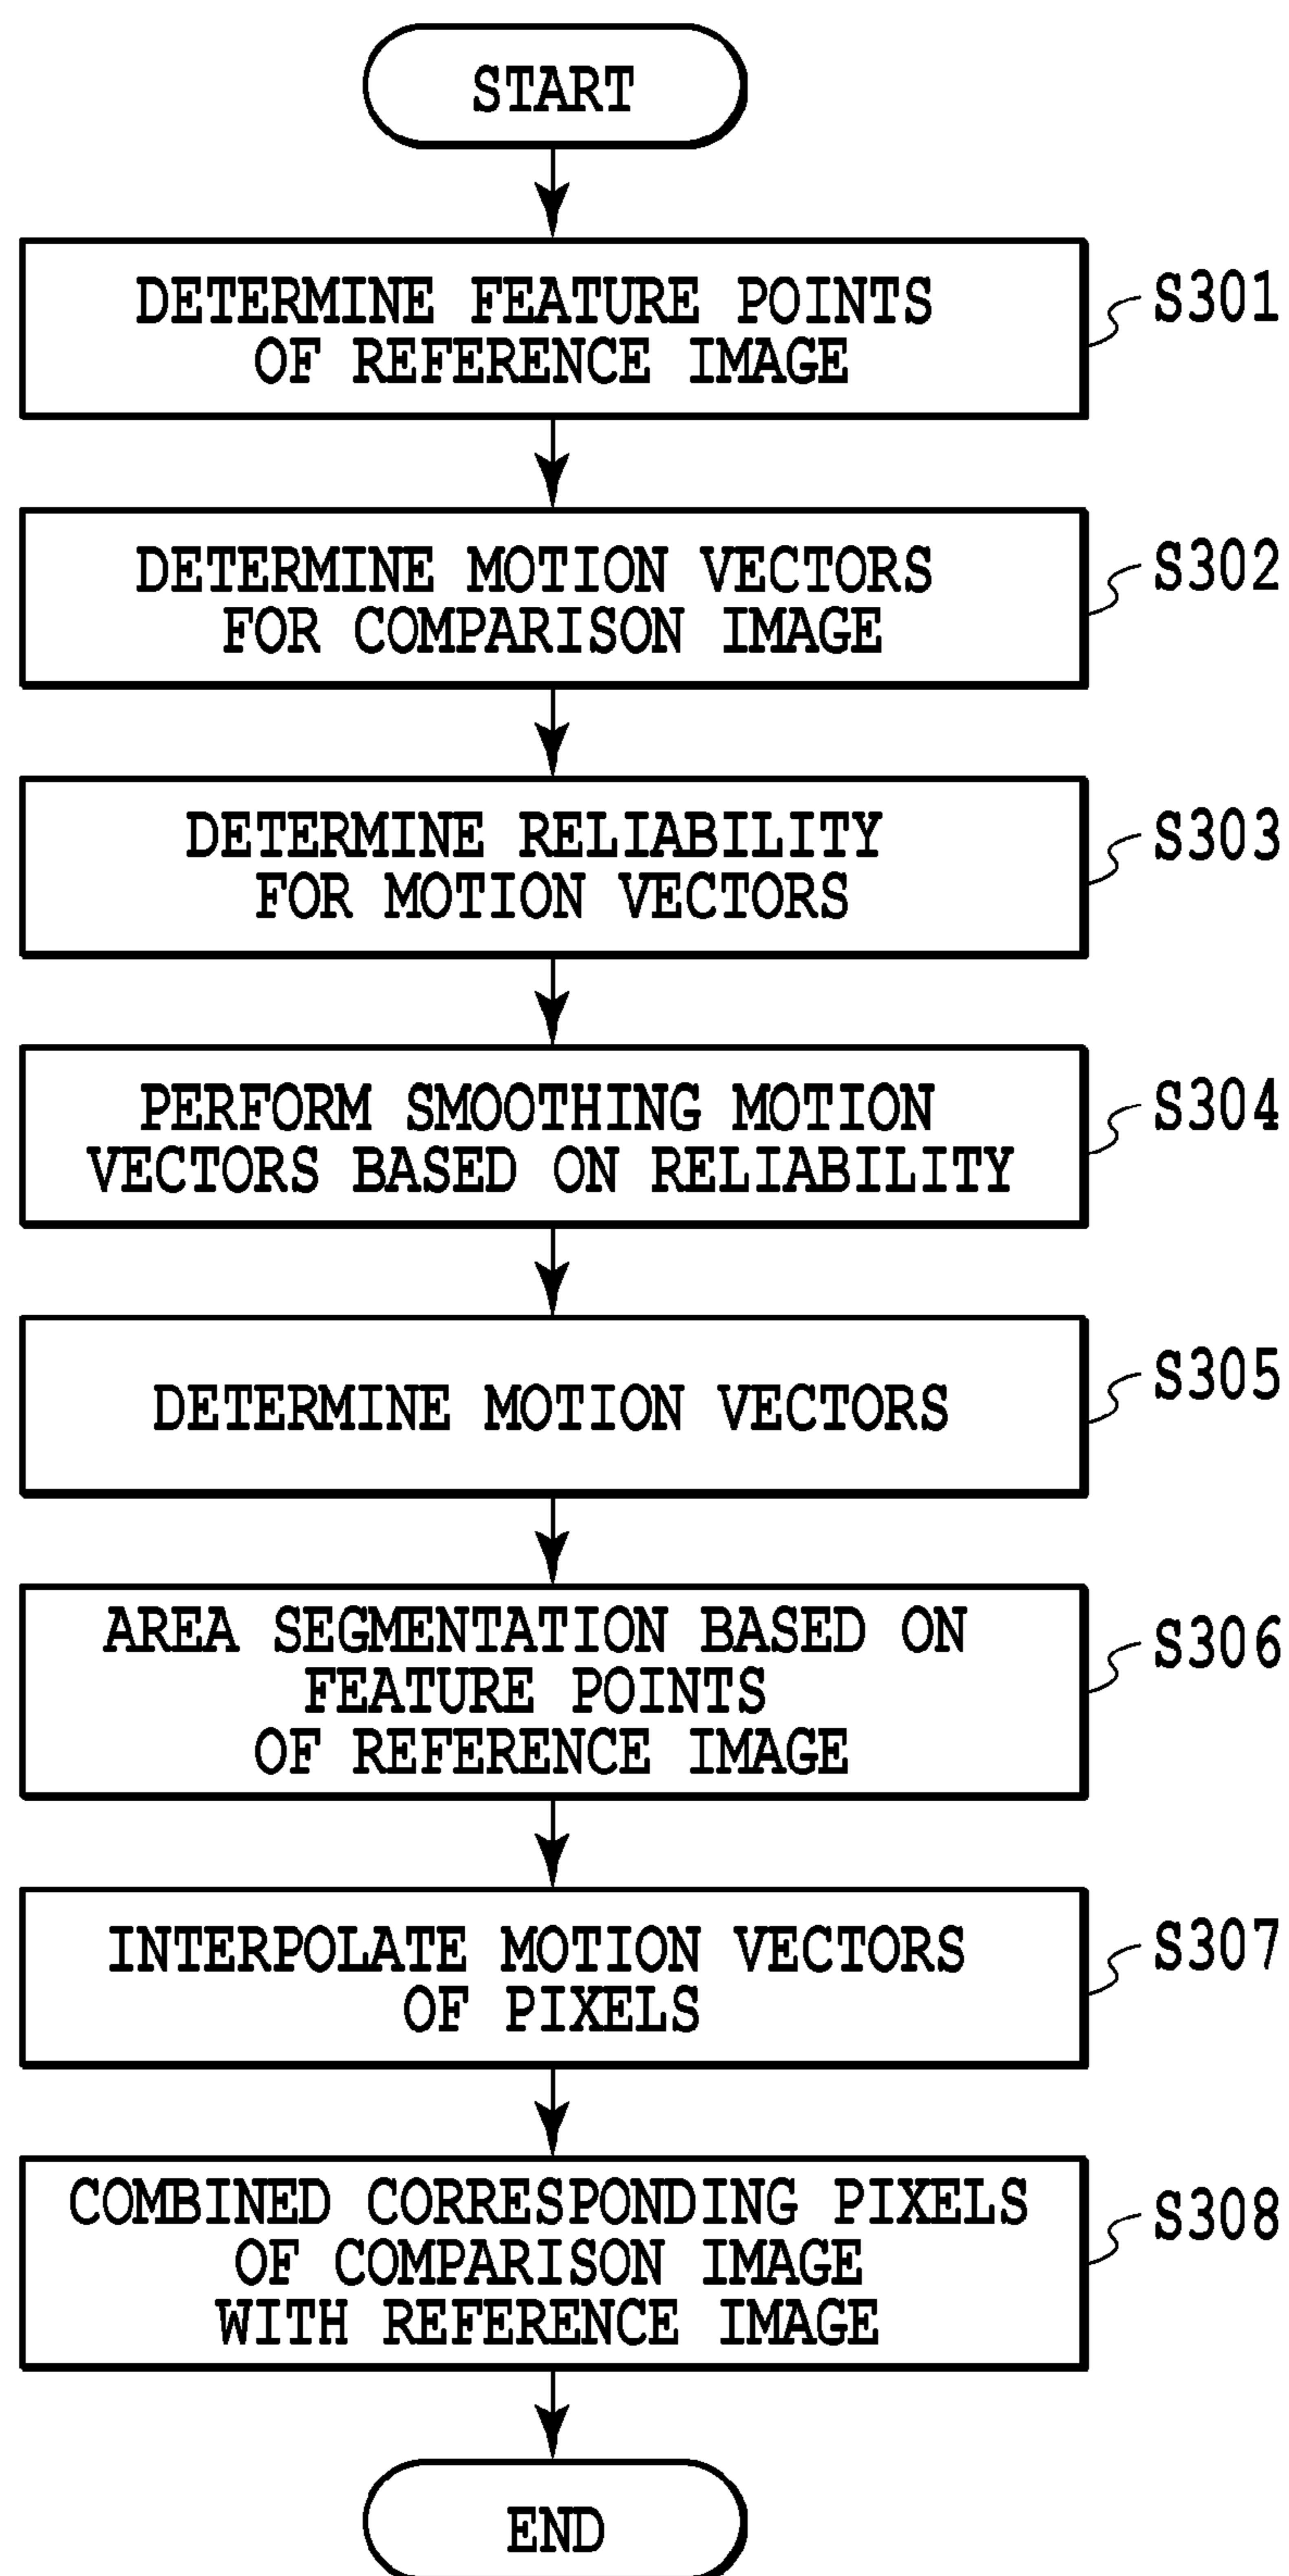 START
DETERMINE FEATURE POINTS
OF REFERENCE IMAGE
S301
DETERMINE MOTION VECTORS
FOR COMPARISON IMAGE
S302
DETERMINE RELIABILITY
FOR MOTION VECTORS
S303
PERFORM SMOOTHING MOTION
VECTORS BASED ON RELIABILITY
S304
DETERMINE MOTION VECTORS
S305
AREA SEGMENTATION BASED ON
FEATURE POINTS
OF REFERENCE IMAGE
S306
INTERPOLATE MOTION VECTORS
OF PIXELS
S307
COMBINED CORRESPONDING PIXELS
OF COMPARISON IMAGE
WITH REFERENCE IMAGE
S308
END